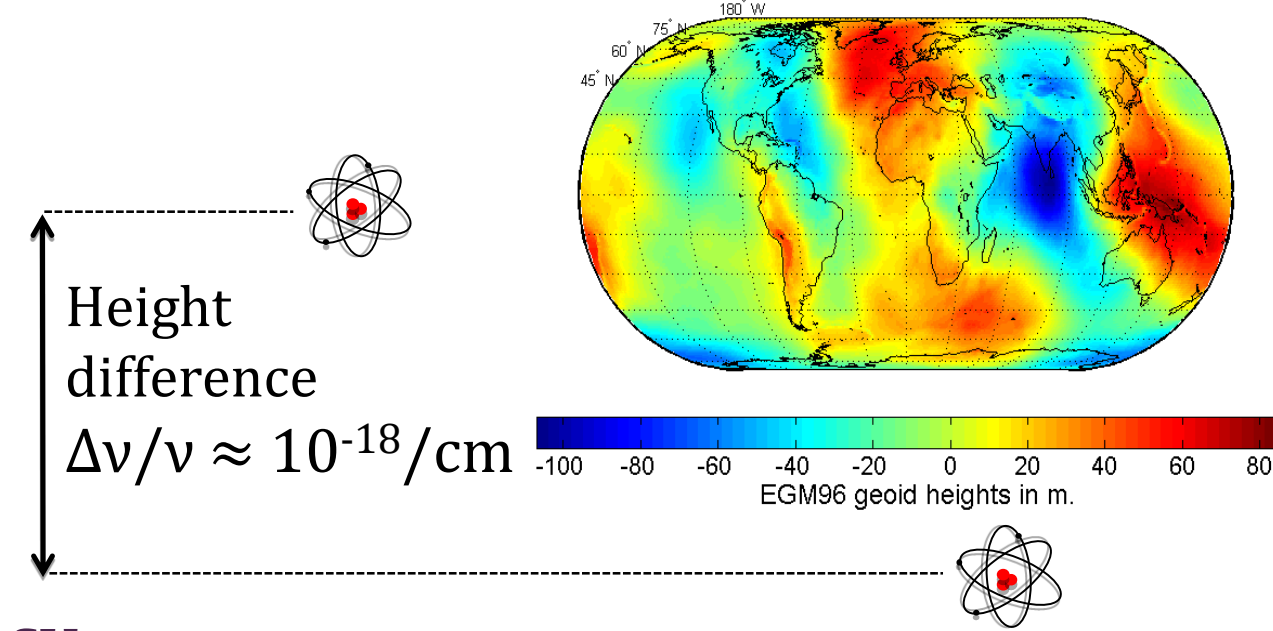 180° W
75° N
60° N
45° N
Height
difference
Δν/ν ≈ 10⁻¹⁸/cm
-100 -80 -60 -40 -20 0 20 40 60 80
EGM96 geoid heights in m.